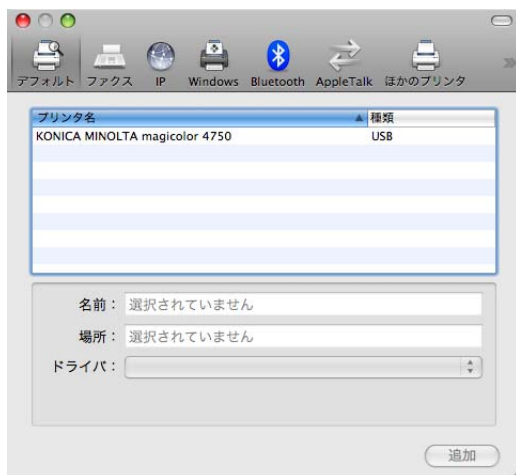 デフォルト ファクス IP Windows Bluetooth AppleTalk ほかのプリンタ
プリンタ名 種類
KONICA MINOLTA magicolor 4750 USB
名前： 選択されていません
場所： 選択されていません
ドライバ：
追加